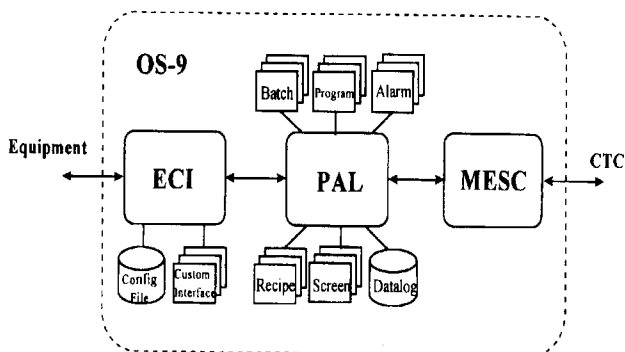 OS-9
Batch
Program
Alarm
Equipment
ECI
PAL
MESC
CTC
Config
File
Custom
Interface
Recipe
Screen
Datalog